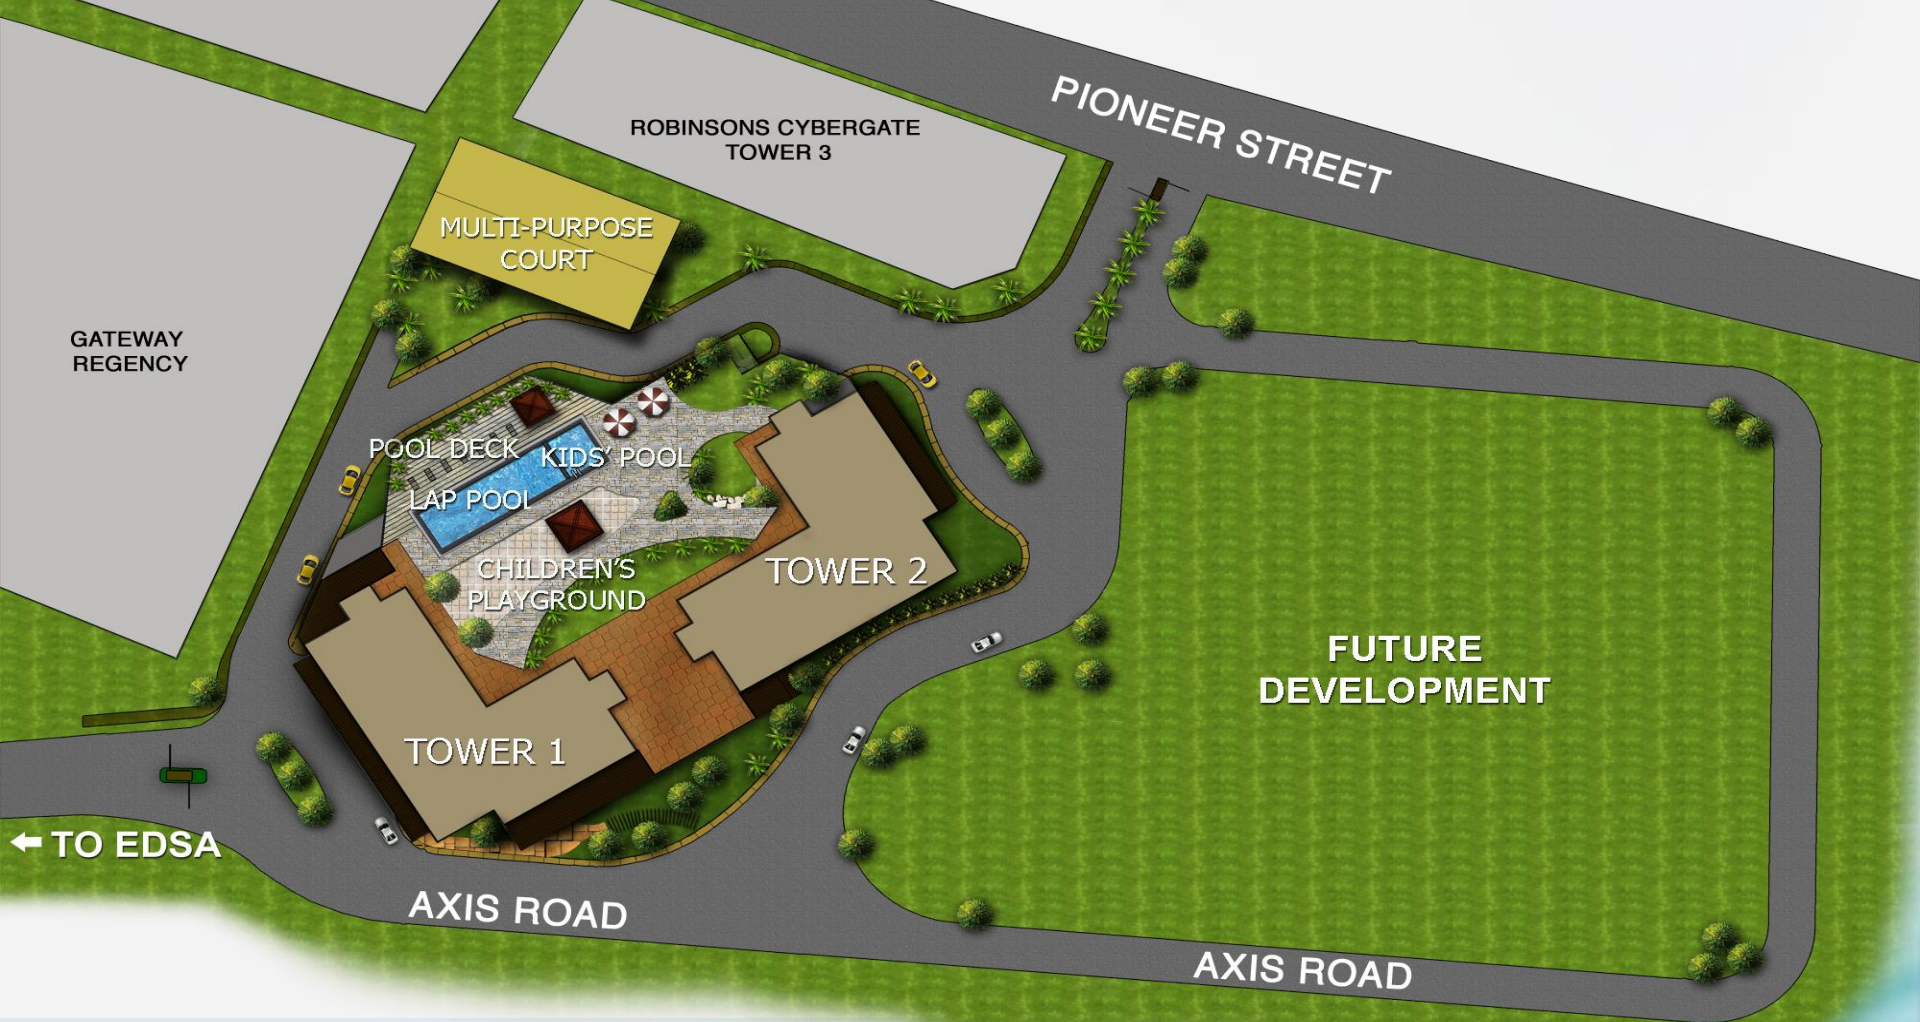 PIONEER STREET
ROBINSONS CYBERGATE
TOWER 3
MULTI-PURPOSE
COURT
GATEWAY
REGENCY
POOL DECK
KIDS' POOL
LAP POOL
CHILDREN'S
PLAYGROUND
TOWER 2
FUTURE
DEVELOPMENT
TOWER 1
TO EDSA
AXIS ROAD
AXIS ROAD